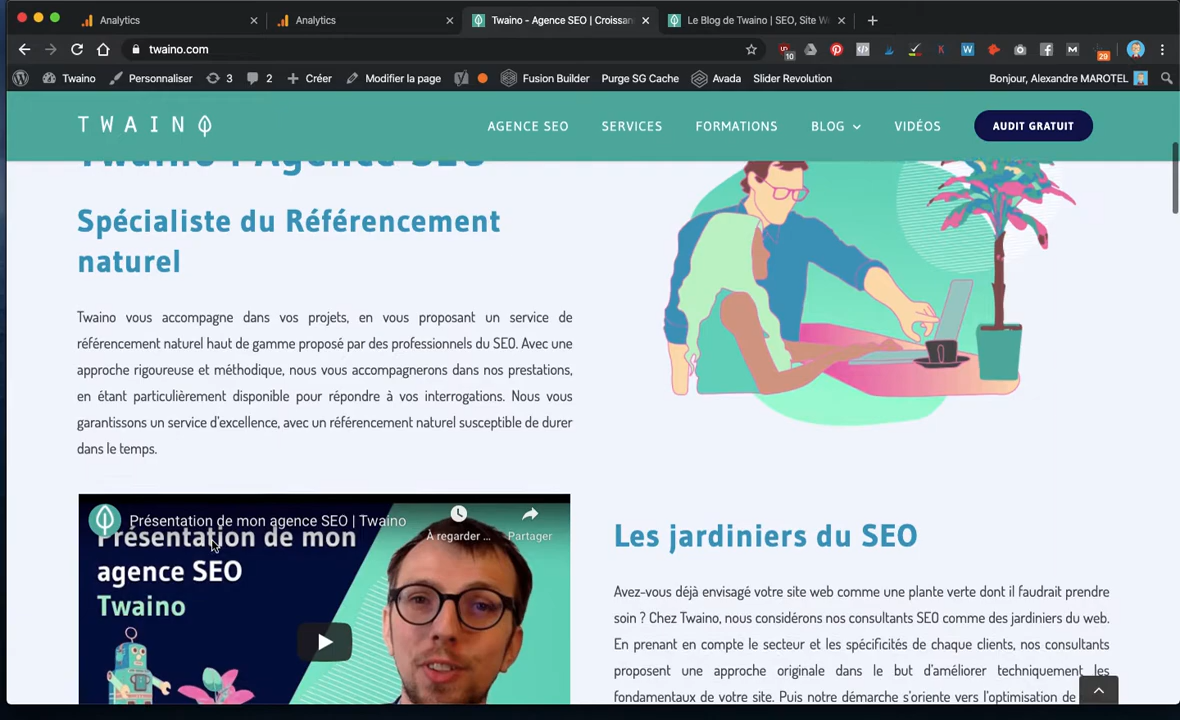 Analytics
Analytics
Twaino - Agence SEO | Croissan
Le Blog de Twaino | SEO, Site W
twaino.com
10
29
Twaino
Personnaliser
3
2
Créer
Modifier la page
Fusion Builder
Purge SG Cache
Avada
Slider Revolution
Bonjour, Alexandre MAROTEL
TWAINO
AGENCE SEO
SERVICES
FORMATIONS
BLOG
VIDÉOS
AUDIT GRATUIT
Twaino : Agence SEO
Spécialiste du Référencement
naturel
Twaino vous accompagne dans vos projets, en vous proposant un service de
référencement naturel haut de gamme proposé par des professionnels du SEO. Avec une
approche rigoureuse et méthodique, nous vous accompagnerons dans nos prestations,
en étant particulièrement disponible pour répondre à vos interrogations. Nous vous
garantissons un service d'excellence, avec un référencement naturel susceptible de durer
dans le temps.
Présentation de mon agence SEO | Twaino
À regarder ...
Partager
Présentation de mon
agence SEO
Twaino
Les jardiniers du SEO
Avez-vous déjà envisagé votre site web comme une plante verte dont il faudrait prendre
soin ? Chez Twaino, nous considérons nos consultants SEO comme des jardiniers du web.
En prenant en compte le secteur et les spécificités de chaque clients, nos consultants
proposent une approche originale dans le but d'améliorer techniquement les
fondamentaux de votre site. Puis notre démarche s'oriente vers l'optimisation de